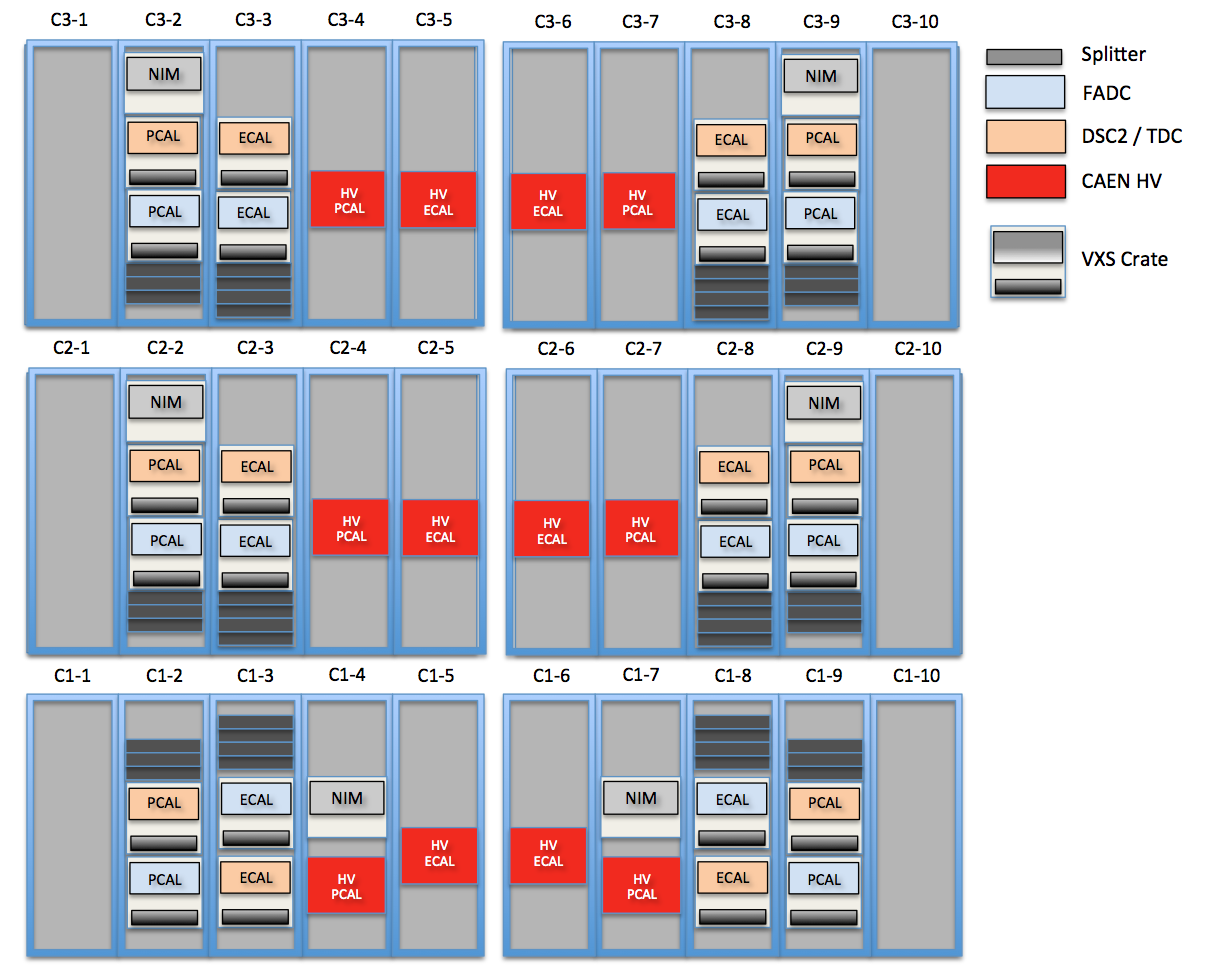 C3-1 C3-2 C3-3 C3-4 C3-5 C3-6 C3-7 C3-8 C3-9 C3-10
NIM NIM
PCAL ECAL ECAL PCAL
HV HV HV HV
PCAL ECAL ECAL PCAL
PCAL ECAL ECAL PCAL
Splitter
FADC
DSC2 / TDC
CAEN HV
VXS Crate
C2-1 C2-2 C2-3 C2-4 C2-5 C2-6 C2-7 C2-8 C2-9 C2-10
NIM NIM
PCAL ECAL ECAL PCAL
HV HV HV HV
PCAL ECAL ECAL PCAL
PCAL ECAL ECAL PCAL
C1-1 C1-2 C1-3 C1-4 C1-5 C1-6 C1-7 C1-8 C1-9 C1-10
PCAL ECAL NIM NIM ECAL PCAL
HV HV
ECAL ECAL
PCAL ECAL HV HV ECAL PCAL
PCAL PCAL